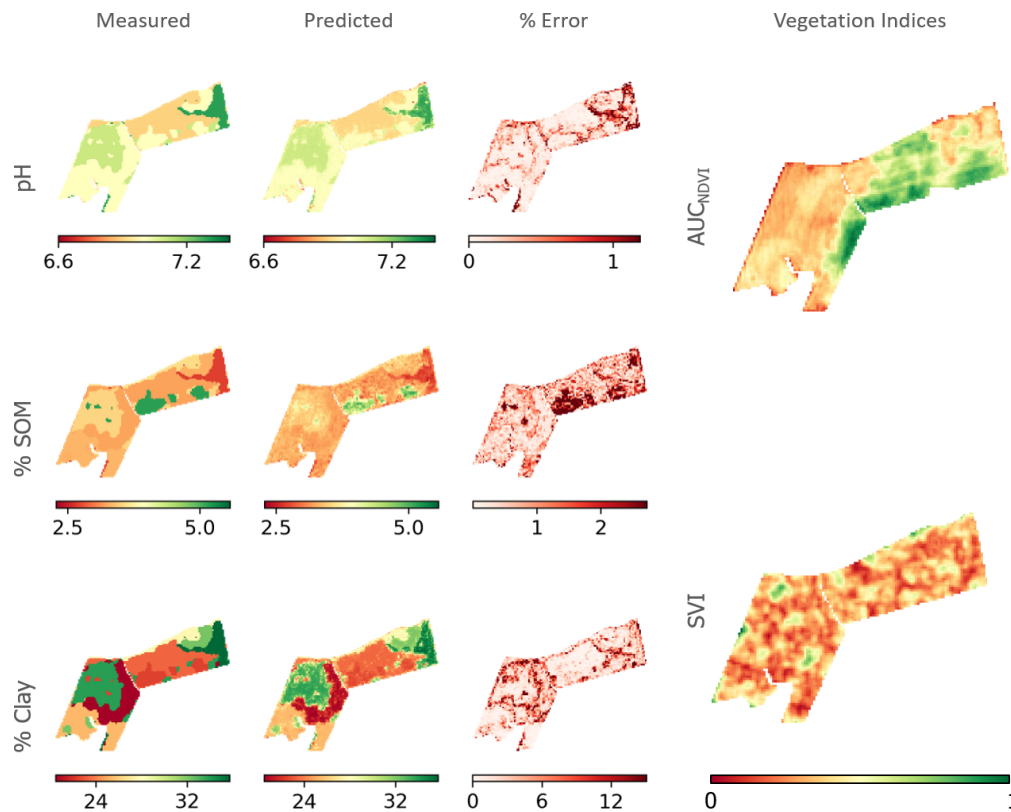 Measured Predicted % Error Vegetation Indices
pH
6.6 7.2 6.6 7.2 0 1
AUCNDVI
% SOM
2.5 5.0 2.5 5.0 1 2
SVI
% Clay
24 32 24 32 0 6 12
0 1